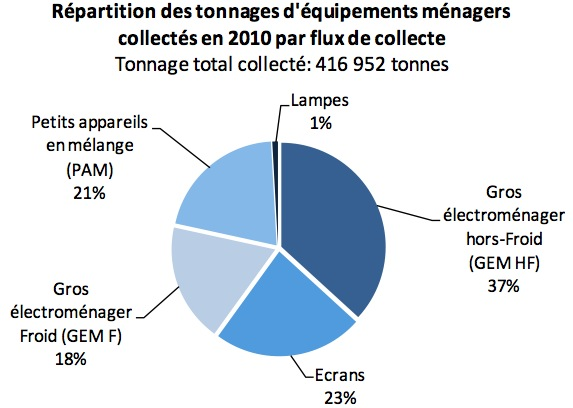 Répartition des tonnages d'équipements ménagers
collectés en 2010 par flux de collecte
Tonnage total collecté: 416 952 tonnes
Lampes
1%
Petits appareils
en mélange
(PAM)
21%
Gros
électroménager
hors-Froid
(GEM HF)
37%
Gros
électroménager
Froid (GEM F)
18%
Ecrans
23%